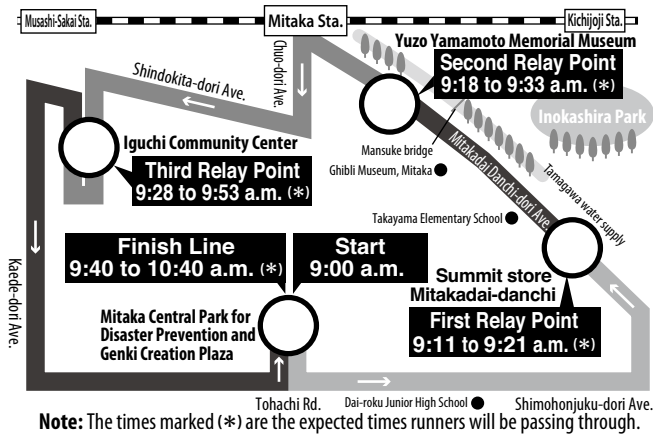 Musashi-Sakai Sta.
Mitaka Sta.
Kichijoji Sta.
Yuzo Yamamoto Memorial Museum
Second Relay Point
9:18 to 9:33 a.m. (*)
Chuo-dori Ave.
Shindokita-dori Ave.
Inokashira Park
Iguchi Community Center
Third Relay Point
9:28 to 9:53 a.m. (*)
Mansuke bridge
Ghibli Museum, Mitaka
Mitakadai Danchi-dori Ave.
Tamagawa water supply
Takayama Elementary School
Kaede-dori Ave.
Finish Line
9:40 to 10:40 a.m. (*)
Start
9:00 a.m.
Summit store
Mitakadai-danchi
First Relay Point
9:11 to 9:21 a.m. (*)
Mitaka Central Park for
Disaster Prevention and
Genki Creation Plaza
Tohachi Rd.
Dai-roku Junior High School
Shimohonjuku-dori Ave.
Note: The times marked (*) are the expected times runners will be passing through.